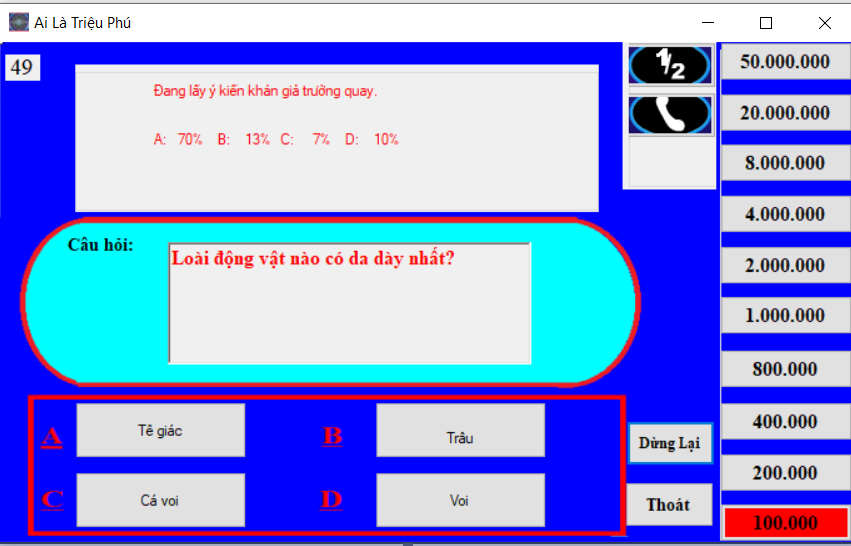 Ai Là Triệu Phú
49
Đang lấy ý kiến khán giả trường quay.
A: 70% B: 13% C: 7% D: 10%
1/2
50.000.000
20.000.000
8.000.000
4.000.000
2.000.000
1.000.000
800.000
400.000
200.000
100.000
Câu hỏi:
Loài động vật nào có da dày nhất?
A Tê giác
B Trâu
C Cá voi
D Voi
Dừng Lại
Thoát